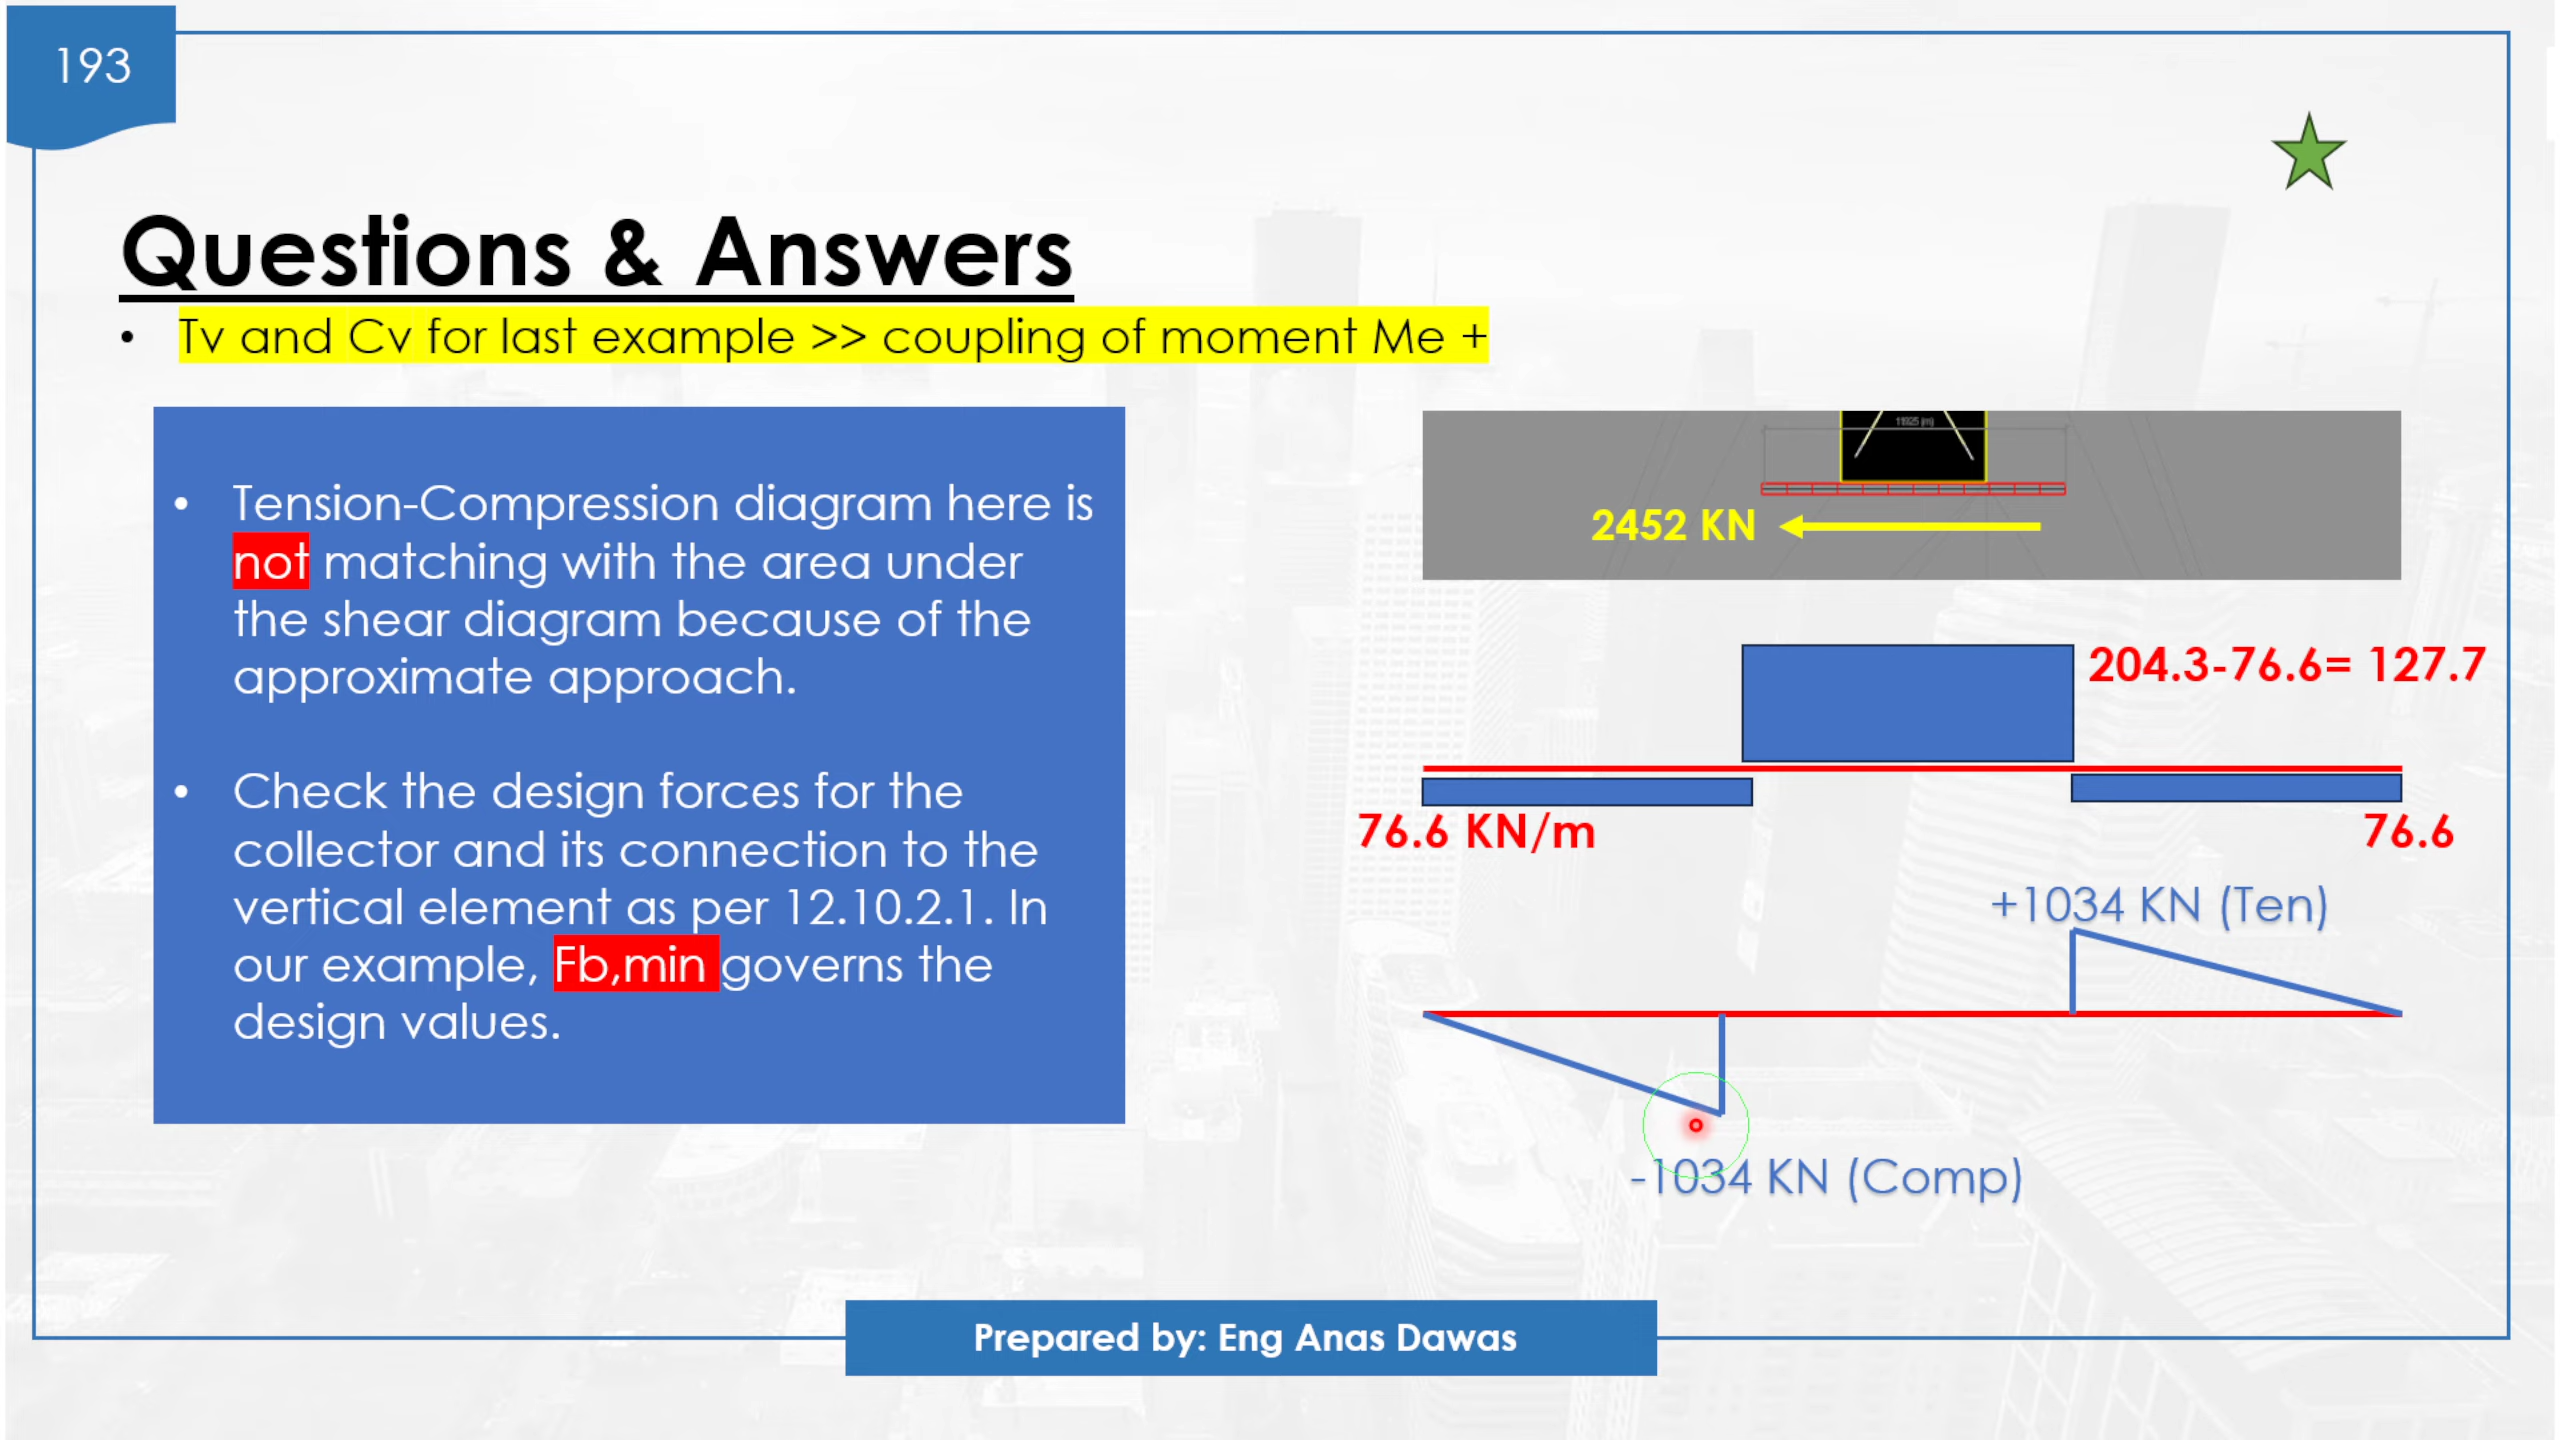 193
Questions & Answers
• Tv and Cv for last example >> coupling of moment Me +
• Tension-Compression diagram here is
not matching with the area under
the shear diagram because of the
approximate approach.
• Check the design forces for the
collector and its connection to the
vertical element as per 12.10.2.1. In
our example, Fb,min governs the
design values.
2452 KN
204.3-76.6= 127.7
76.6 KN/m
76.6
+1034 KN (Ten)
-1034 KN (Comp)
Prepared by: Eng Anas Dawas